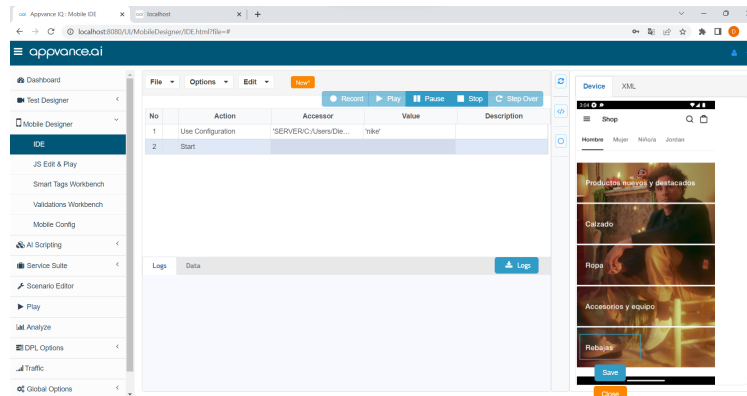 Appvance IQ : Mobile IDE
localhost
localhost:8080/UI/MobileDesigner/IDE.html?file=#
D
appvance.ai
Dashboard
Test Designer
Mobile Designer
IDE
JS Edit & Play
Smart Tags Workbench
Validations Workbench
Mobile Config
AI Scripting
Service Suite
Scenario Editor
Play
Analyze
DPL Options
Traffic
Global Options
File Options Edit New*
Record Play Pause Stop Step Over
No Action Accessor Value Description
1 Use Configuration 'SERVER/C:/Users/Die... 'nike'
2 Start
Logs Data Logs
Device XML
3:04
Shop
Hombre Mujer Niño/a Jordan
Productos nuevos y destacados
Calzado
Ropa
Accesorios y equipo
Rebajas
Save
Close